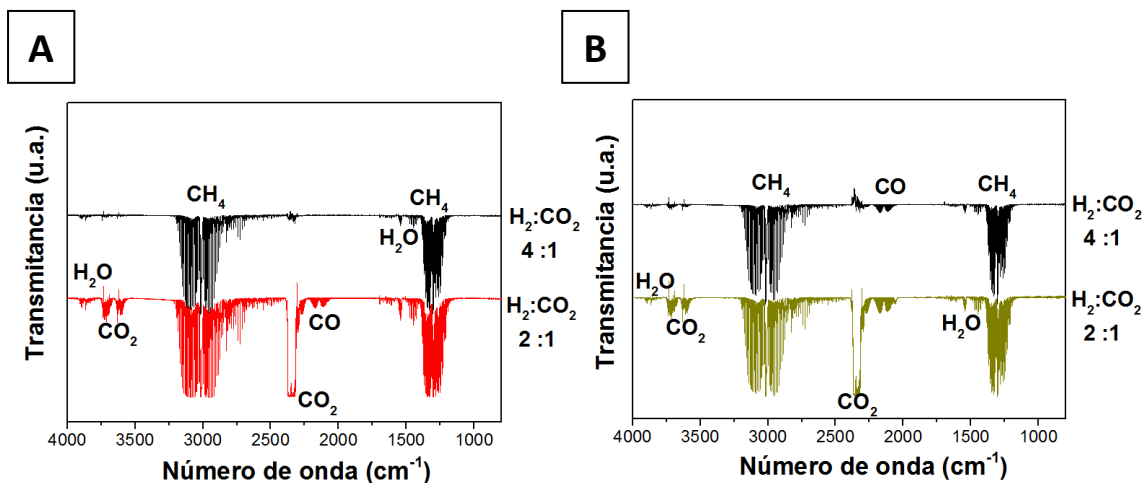 A
Transmitancia (u.a.)
CH₄
CH₄
H₂O
H₂:CO₂
4 :1
H₂O
CO₂
CO
CO₂
H₂:CO₂
2 :1
4000 3500 3000 2500 2000 1500 1000
Número de onda (cm⁻¹)
B
Transmitancia (u.a.)
CH₄
CO
CH₄
H₂:CO₂
4 :1
H₂O
CO₂
CO₂
H₂O
H₂:CO₂
2 :1
4000 3500 3000 2500 2000 1500 1000
Número de onda (cm⁻¹)